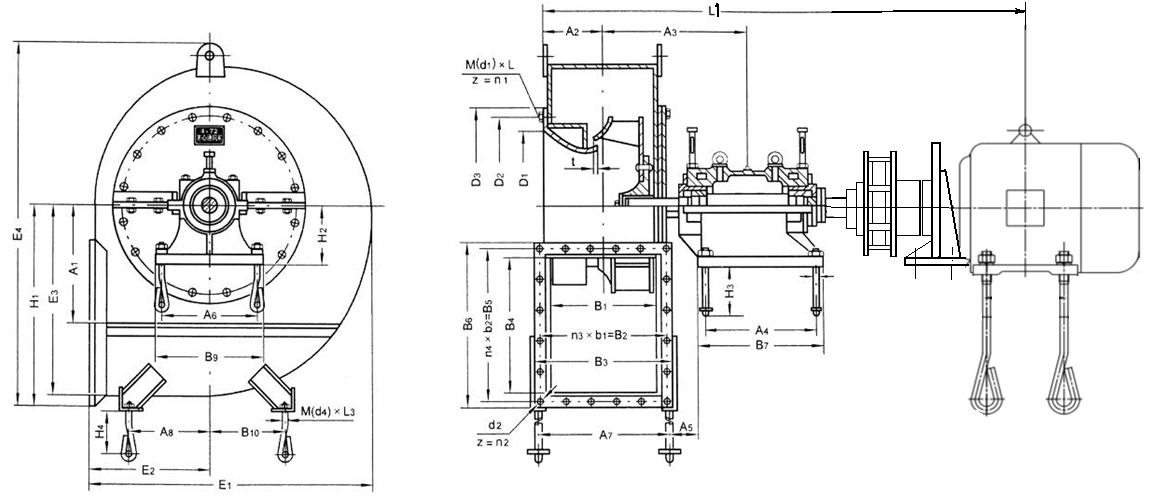 E4
H1
E3
A1
H2
A6
B9
M(d4)×L3
H4
A8
B10
E2
E1
L1
A2
A3
M(d1)×L
z=n1
D3
D2
D1
t
B6
n4×b2=B5
B4
B1
n3×b1=B2
B3
H3
A4
B7
d2
z=n2
A7
A5